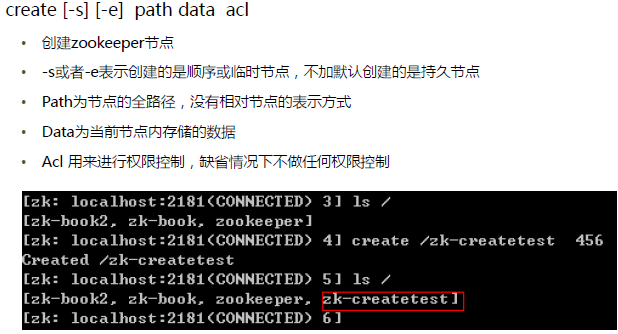 create [-s] [-e] path data acl
• 创建zookeeper节点
• -s或者-e表示创建的是顺序或临时节点，不加默认创建的是持久节点
• Path为节点的全路径，没有相对节点的表示方式
• Data为当前节点内存储的数据
• Acl 用来进行权限控制，缺省情况下不做任何权限控制
[zk: localhost:2181(CONNECTED) 3] ls /
[zk-book2, zk-book, zookeeper]
[zk: localhost:2181(CONNECTED) 4] create /zk-createtest  456
Created /zk-createtest
[zk: localhost:2181(CONNECTED) 5] ls /
[zk-book2, zk-book, zookeeper, zk-createtest]
[zk: localhost:2181(CONNECTED) 6]